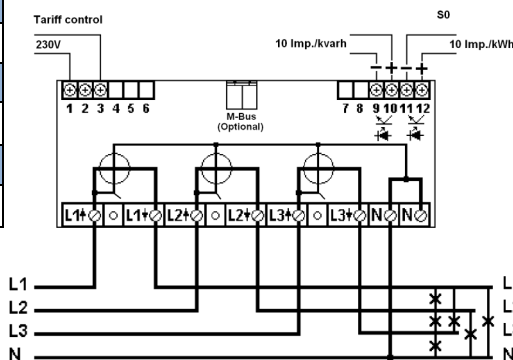 Tariff control
S0
230V
10 Imp./kvarh
10 Imp./kWh
− + − +
1 2 3 4 5 6
M-Bus
(Optional)
7 8 9 10 11 12
L1 L1 L2 L2 L3 L3 N N
L1
L2
L3
N
L
L
L
N